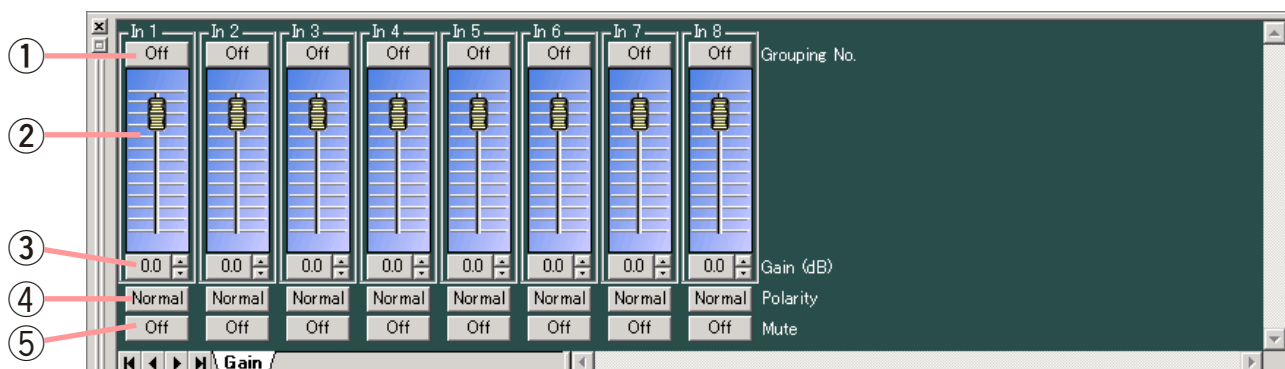 In 1 In 2 In 3 In 4 In 5 In 6 In 7 In 8
① Off Off Off Off Off Off Off Off Grouping No.
②
③ 0.0 0.0 0.0 0.0 0.0 0.0 0.0 0.0 Gain (dB)
④ Normal Normal Normal Normal Normal Normal Normal Normal Polarity
⑤ Off Off Off Off Off Off Off Off Mute
Gain